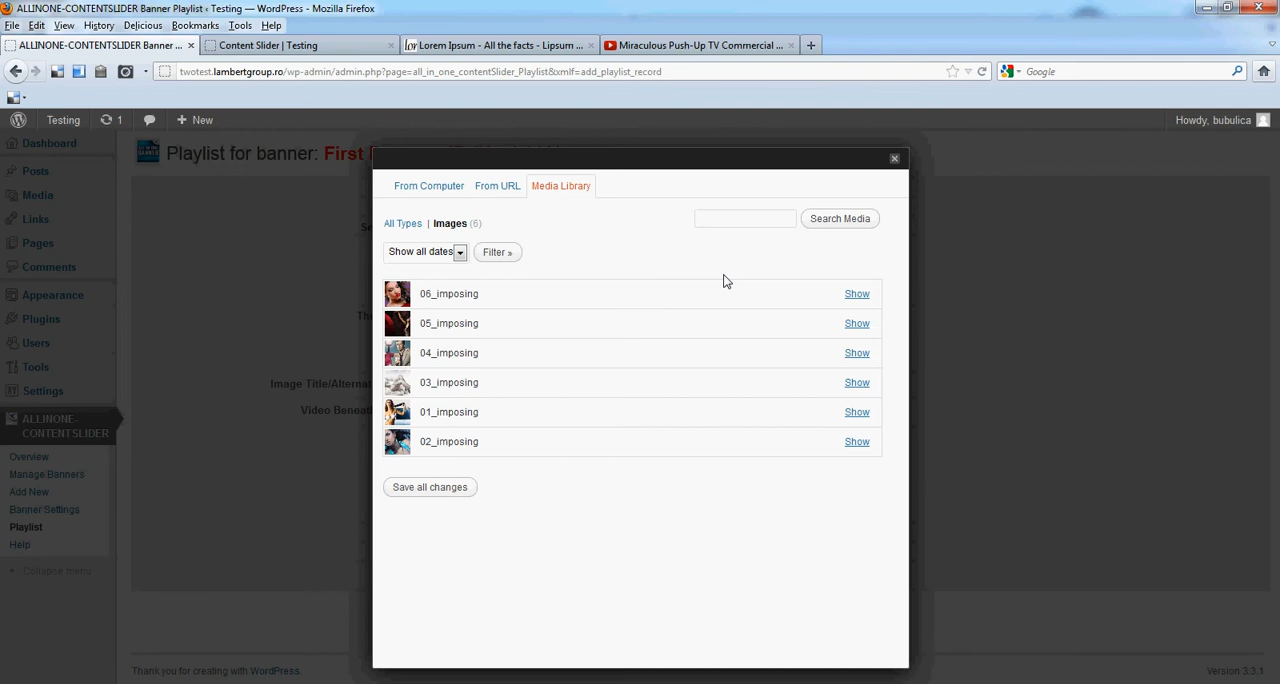 ALLINONE-CONTENTSLIDER Banner Playlist ‹ Testing — WordPress - Mozilla Firefox
File Edit View History Delicious Bookmarks Tools Help
ALLINONE-CONTENTSLIDER Banner ... × Content Slider | Testing × Lorem Ipsum - All the facts - Lipsum ... × Miraculous Push-Up TV Commercial ... × +
twotest.lambertgroup.ro/wp-admin/admin.php?page=all_in_one_contentSlider_Playlist&xmlf=add_playlist_record
Google
Testing 1 + New Howdy, bubulica
Dashboard
Posts
Media
Links
Pages
Comments
Appearance
Plugins
Users
Tools
Settings
ALLINONE-
CONTENTSLIDER
Overview
Manage Banners
Add New
Banner Settings
Playlist
Help
Collapse menu
Playlist for banner: First
Image Title/Alternat
Video Beneat
From Computer From URL Media Library
All Types | Images (6)
Search Media
Show all dates Filter »
06_imposing Show
05_imposing Show
04_imposing Show
03_imposing Show
01_imposing Show
02_imposing Show
Save all changes
Thank you for creating with WordPress. Version 3.3.1